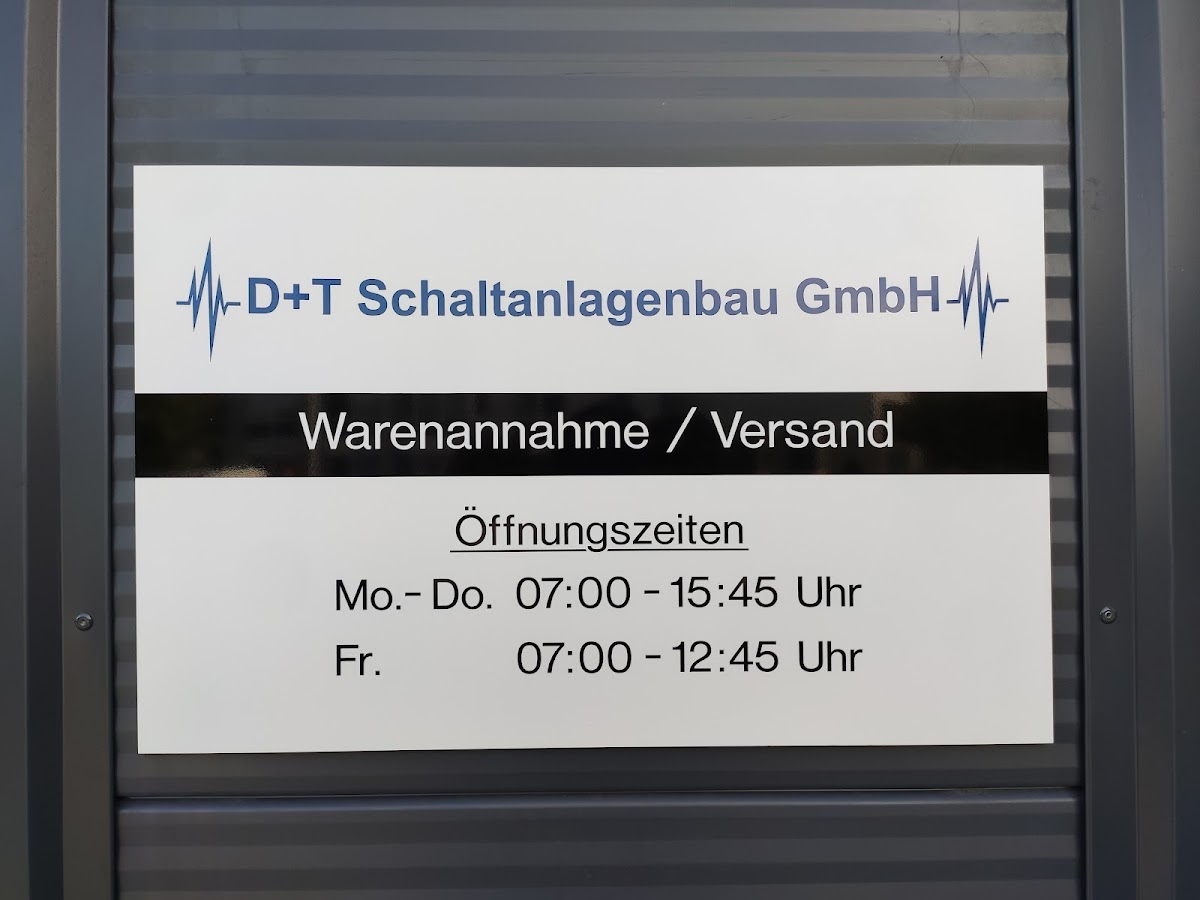 D+T Schaltanlagenbau GmbH
Warenannahme / Versand
Öffnungszeiten
Mo.- Do. 07:00 - 15:45 Uhr
Fr. 07:00 - 12:45 Uhr